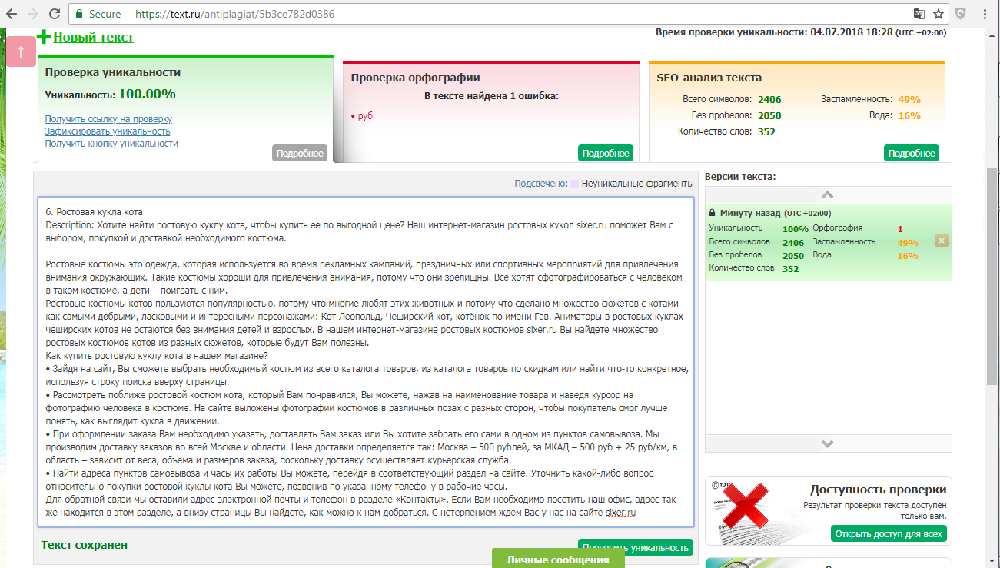 Secure
https://text.ru/antiplagiat/5b3ce782d0386
Новый текст
Время проверки уникальности: 04.07.2018 18:28 (UTC +02:00)
↑
Проверка уникальности
Уникальность: 100.00%
Получить ссылку на проверку
Зафиксировать уникальность
Получить кнопку уникальности
Подробнее
Проверка орфографии
В тексте найдена 1 ошибка:
• руб
Подробнее
SEO-анализ текста
Всего символов: 2406
Без пробелов: 2050
Количество слов: 352
Заспамленность: 49%
Вода: 16%
Подробнее
Подсвечено: Неуникальные фрагменты
6. Ростовая кукла кота
Description: Хотите найти ростовую куклу кота, чтобы купить ее по выгодной цене? Наш интернет-магазин ростовых кукол sixer.ru поможет Вам с
выбором, покупкой и доставкой необходимого костюма.
Ростовые костюмы это одежда, которая используется во время рекламных кампаний, праздничных или спортивных мероприятий для привлечения
внимания окружающих. Такие костюмы хороши для привлечения внимания, потому что они зрелищны. Все хотят сфотографироваться с человеком
в таком костюме, а дети – поиграть с ним.
Ростовые костюмы котов пользуются популярностью, потому что многие любят этих животных и потому что сделано множество сюжетов с котами
как самыми добрыми, ласковыми и интересными персонажами: Кот Леопольд, Чеширский кот, котёнок по имени Гав. Аниматоры в ростовых куклах
чеширских котов не остаются без внимания детей и взрослых. В нашем интернет-магазине ростовых костюмов sixer.ru Вы найдете множество
ростовых костюмов котов из разных сюжетов, которые будут Вам полезны.
Как купить ростовую куклу кота в нашем магазине?
• Зайдя на сайт, Вы сможете выбрать необходимый костюм из всего каталога товаров, из каталога товаров по скидкам или найти что-то конкретное,
используя строку поиска вверху страницы.
• Рассмотреть поближе ростовой костюм кота, который Вам понравился, Вы можете, нажав на наименование товара и наведя курсор на
фотографию человека в костюме. На сайте выложены фотографии костюмов в различных позах с разных сторон, чтобы покупатель смог лучше
понять, как выглядит кукла в движении.
• При оформлении заказа Вам необходимо указать, доставлять Вам заказ или Вы хотите забрать его сами в одном из пунктов самовывоза. Мы
производим доставку заказов во всей Москве и области. Цена доставки определяется так: Москва – 500 рублей, за МКАД – 500 руб + 25 руб/км, в
область – зависит от веса, объема и размеров заказа, поскольку доставку осуществляет курьерская служба.
• Найти адреса пунктов самовывоза и часы их работы Вы можете, перейдя в соответствующий раздел на сайте. Уточнить какой-либо вопрос
относительно покупки ростовой куклы кота Вы можете, позвонив по указанному телефону в рабочие часы.
Для обратной связи мы оставили адрес электронной почты и телефон в разделе «Контакты». Если Вам необходимо посетить наш офис, адрес так
же находится в этом разделе, а внизу страницы Вы найдете, как можно к нам добраться. С нетерпением ждем Вас у нас на сайте sixer.ru
Текст сохранен
Проверить уникальность
Личные сообщения
Версии текста:
Минуту назад (UTC +02:00)
Уникальность 100% Орфография 1
Всего символов 2406 Заспамленность 49%
Без пробелов 2050 Вода 16%
Количество слов 352
Доступность проверки
Результат проверки текста доступен
только вам.
Открыть доступ для всех